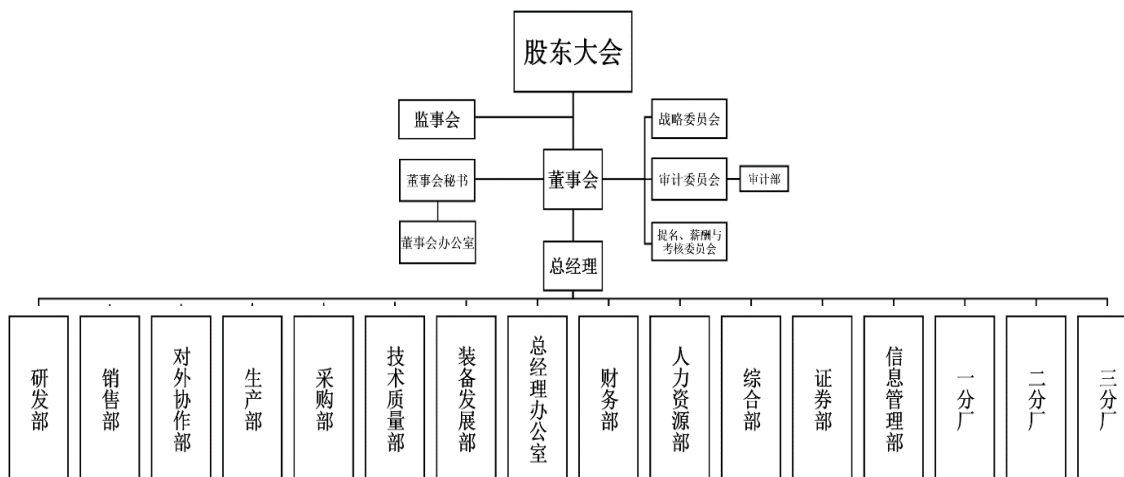 股东大会
监事会
战略委员会
董事会秘书
董事会
审计委员会
审计部
董事会办公室
总经理
提名、薪酬与
考核委员会
研发部
销售部
对外协作部
生产部
采购部
技术质量部
装备发展部
总经理办公室
财务部
人力资源部
综合部
证券部
信息管理部
一分厂
二分厂
三分厂